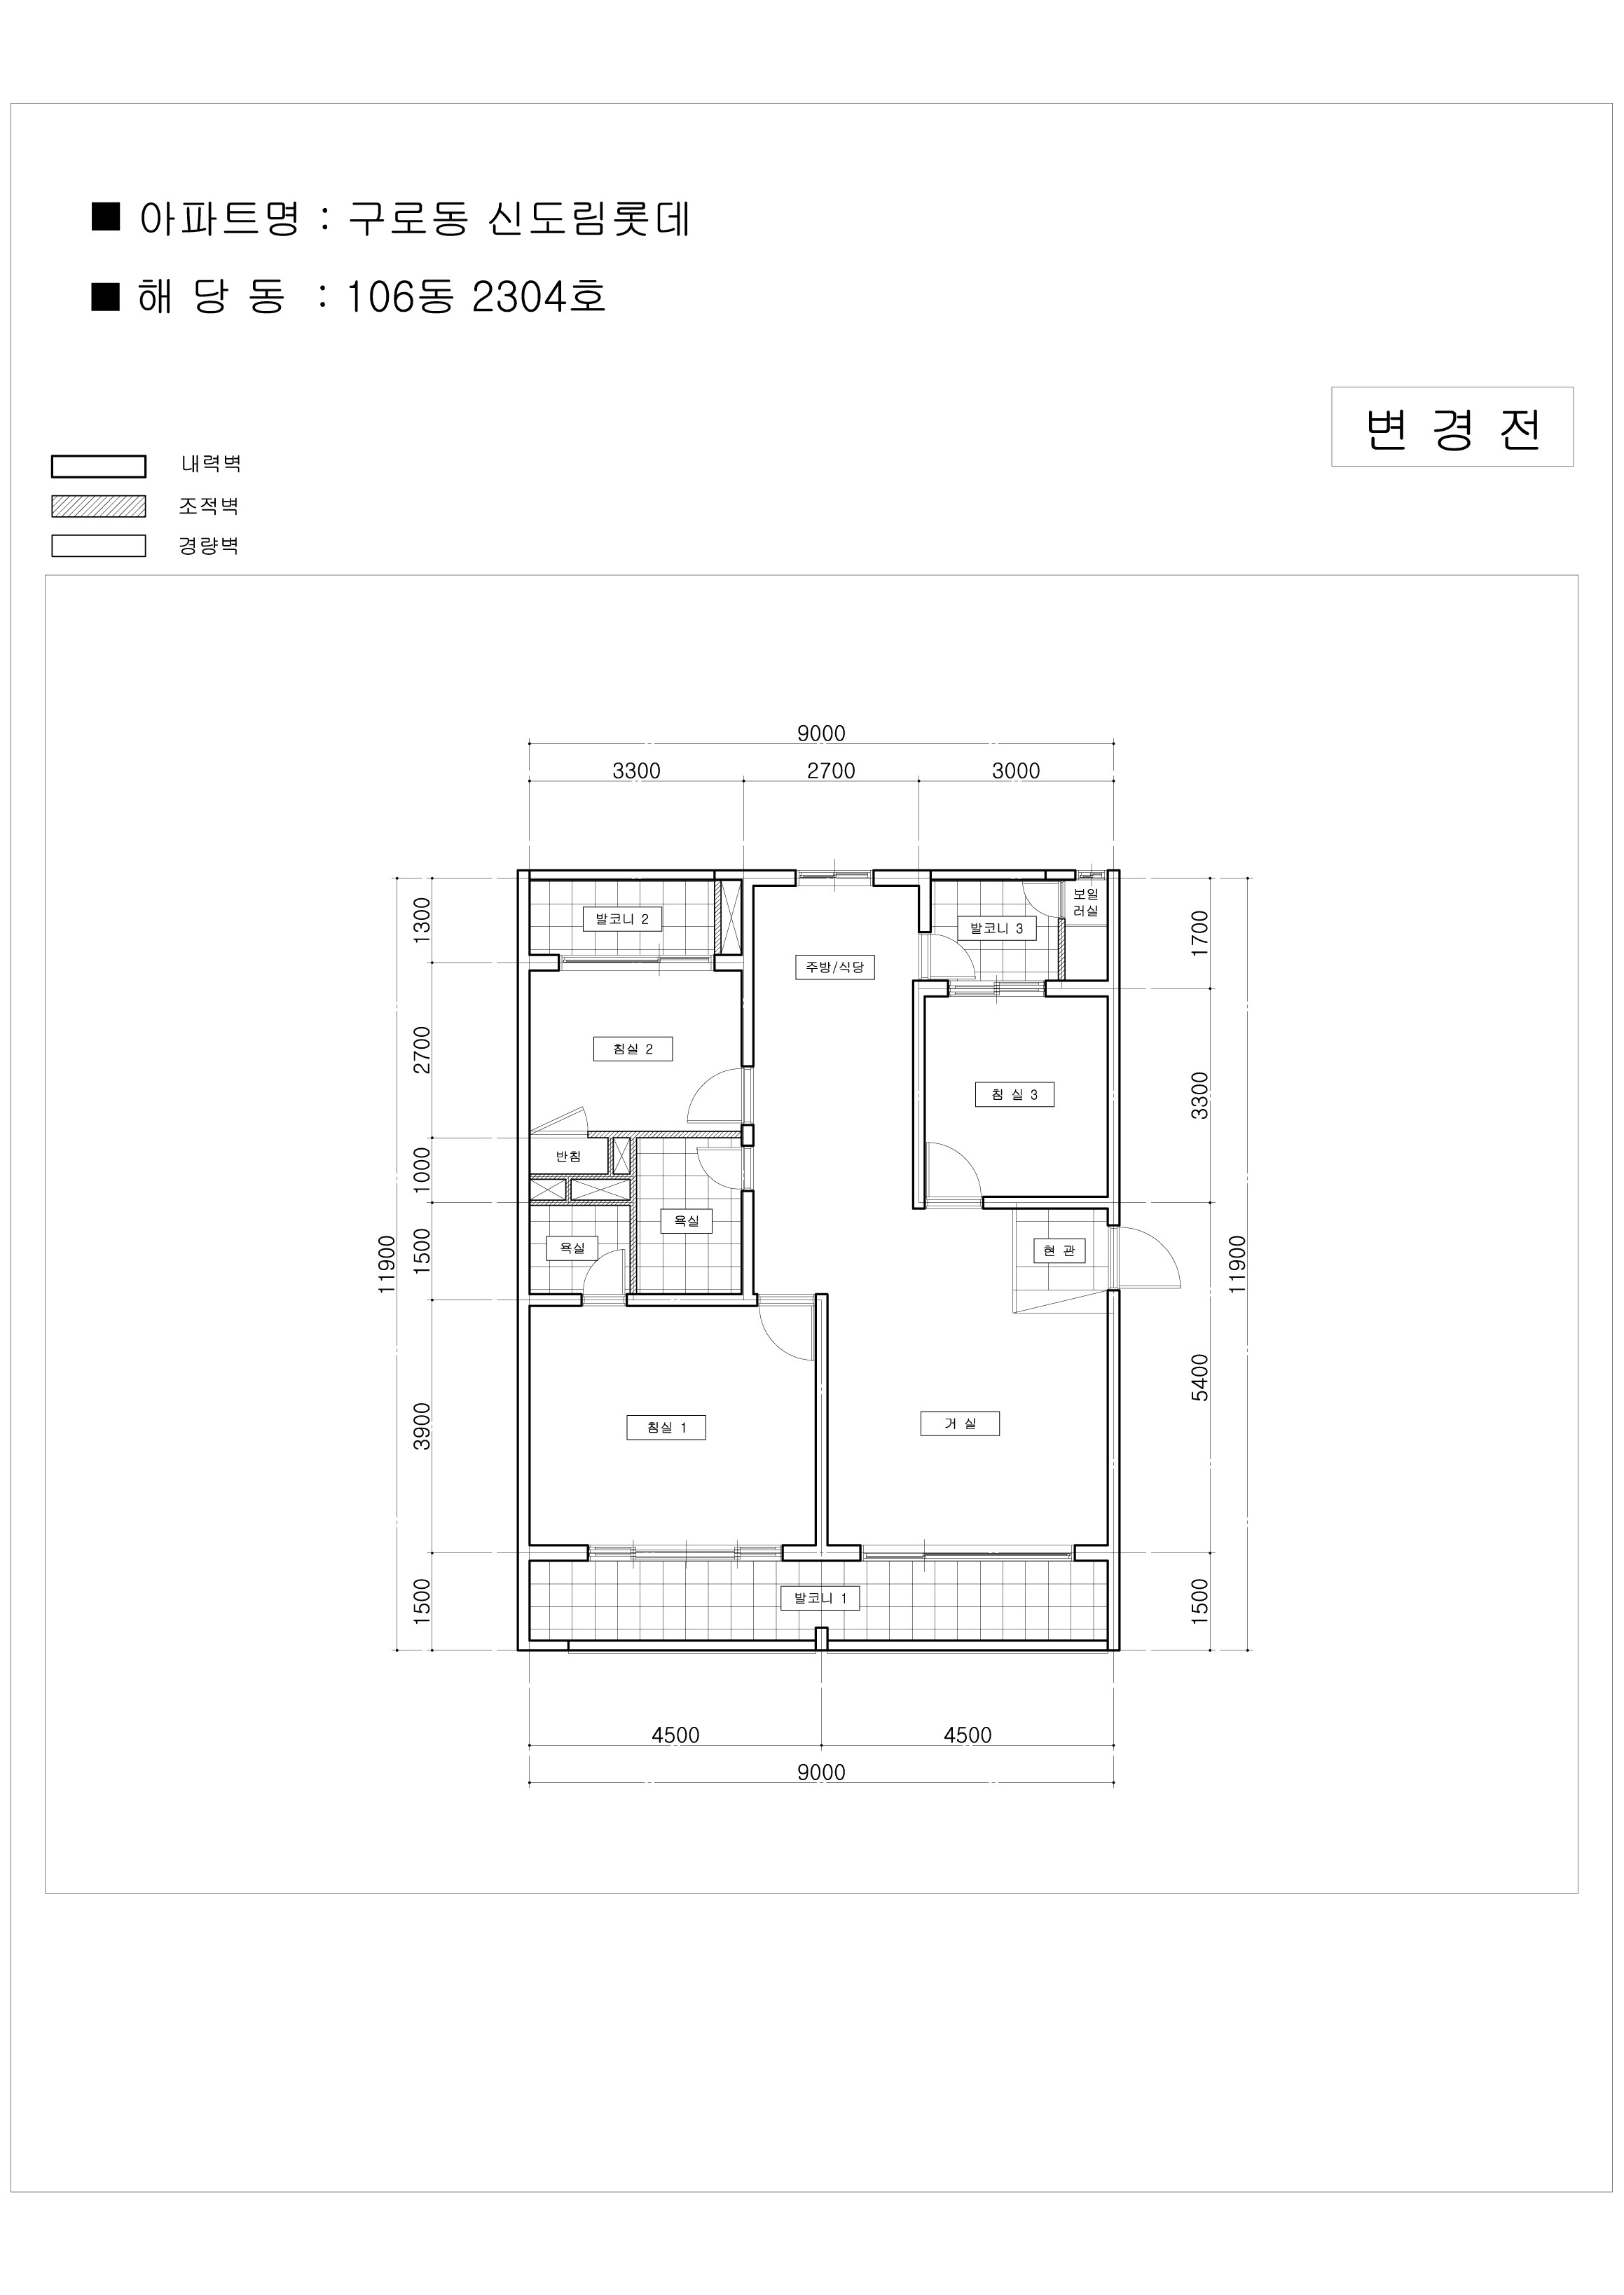 ■ 아파트명 : 구로동 신도림롯데
■ 해 당 동 : 106동 2304호
변 경 전
내력벽
조적벽
경량벽
9000
3300 2700 3000
발코니 2
보일
러실
발코니 3
주방/식당
침실 2
침 실 3
반침
욕실
욕실
현 관
침실 1
거 실
발코니 1
11900
1300
2700
1000
1500
3900
1500
1700
3300
5400
1500
11900
4500 4500
9000